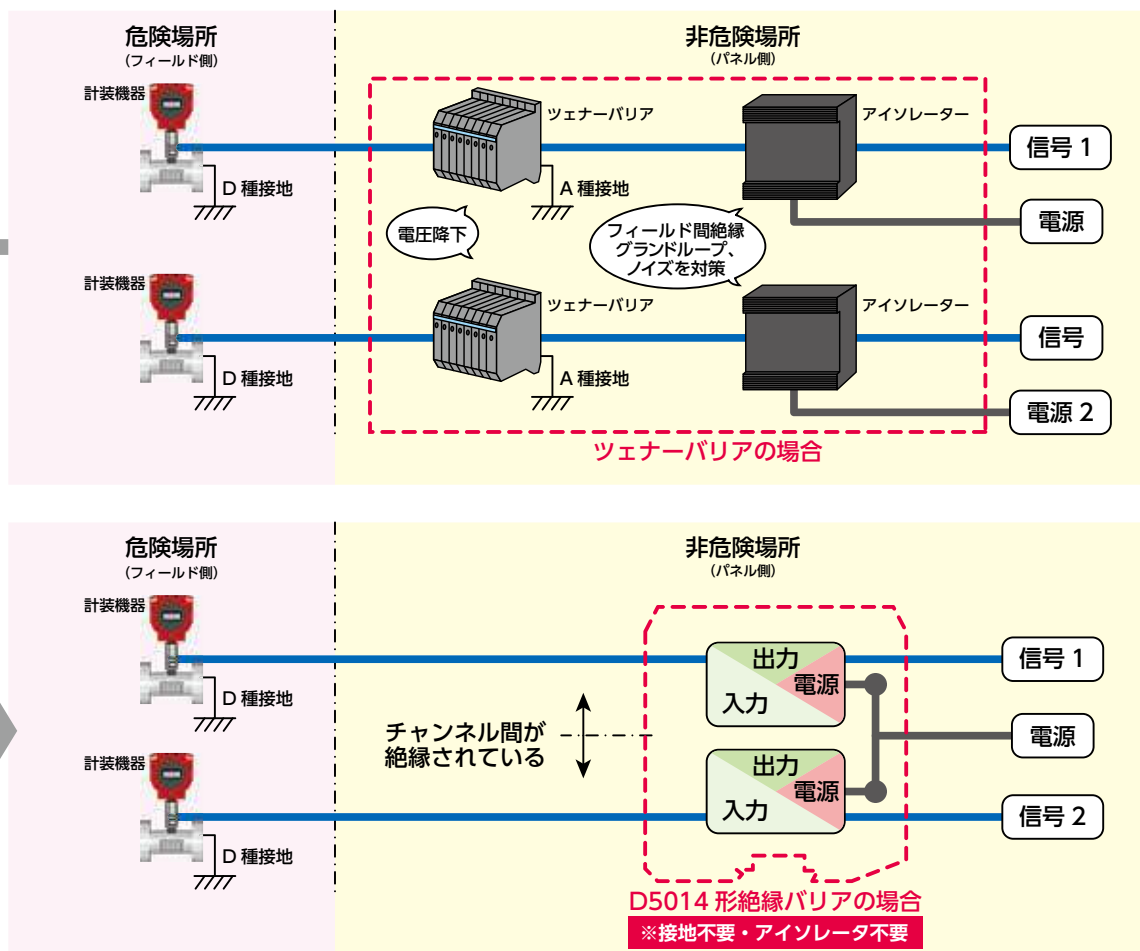 危険場所
(フィールド側)
非危険場所
(パネル側)
計装機器
ツェナーバリア
アイソレーター
信号 1
D 種接地
A 種接地
電源
電圧降下
フィールド間絶縁
グランドループ、
ノイズを対策
計装機器
ツェナーバリア
アイソレーター
信号
D 種接地
A 種接地
電源 2
ツェナーバリアの場合
危険場所
(フィールド側)
非危険場所
(パネル側)
計装機器
出力
電源
入力
信号 1
D 種接地
チャンネル間が
絶縁されている
電源
計装機器
出力
電源
入力
信号 2
D 種接地
D5014 形絶縁バリアの場合
※接地不要・アイソレータ不要